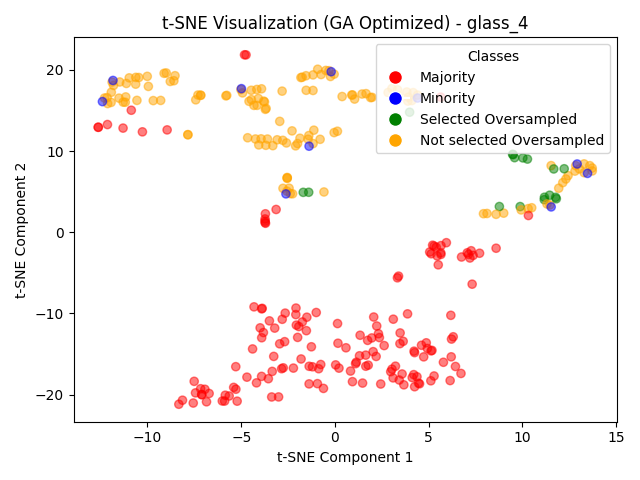 t-SNE Visualization (GA Optimized) - glass_4
Classes
Majority
Minority
Selected Oversampled
Not selected Oversampled
t-SNE Component 2
20
10
0
−10
−20
−10
−5
0
5
10
15
t-SNE Component 1